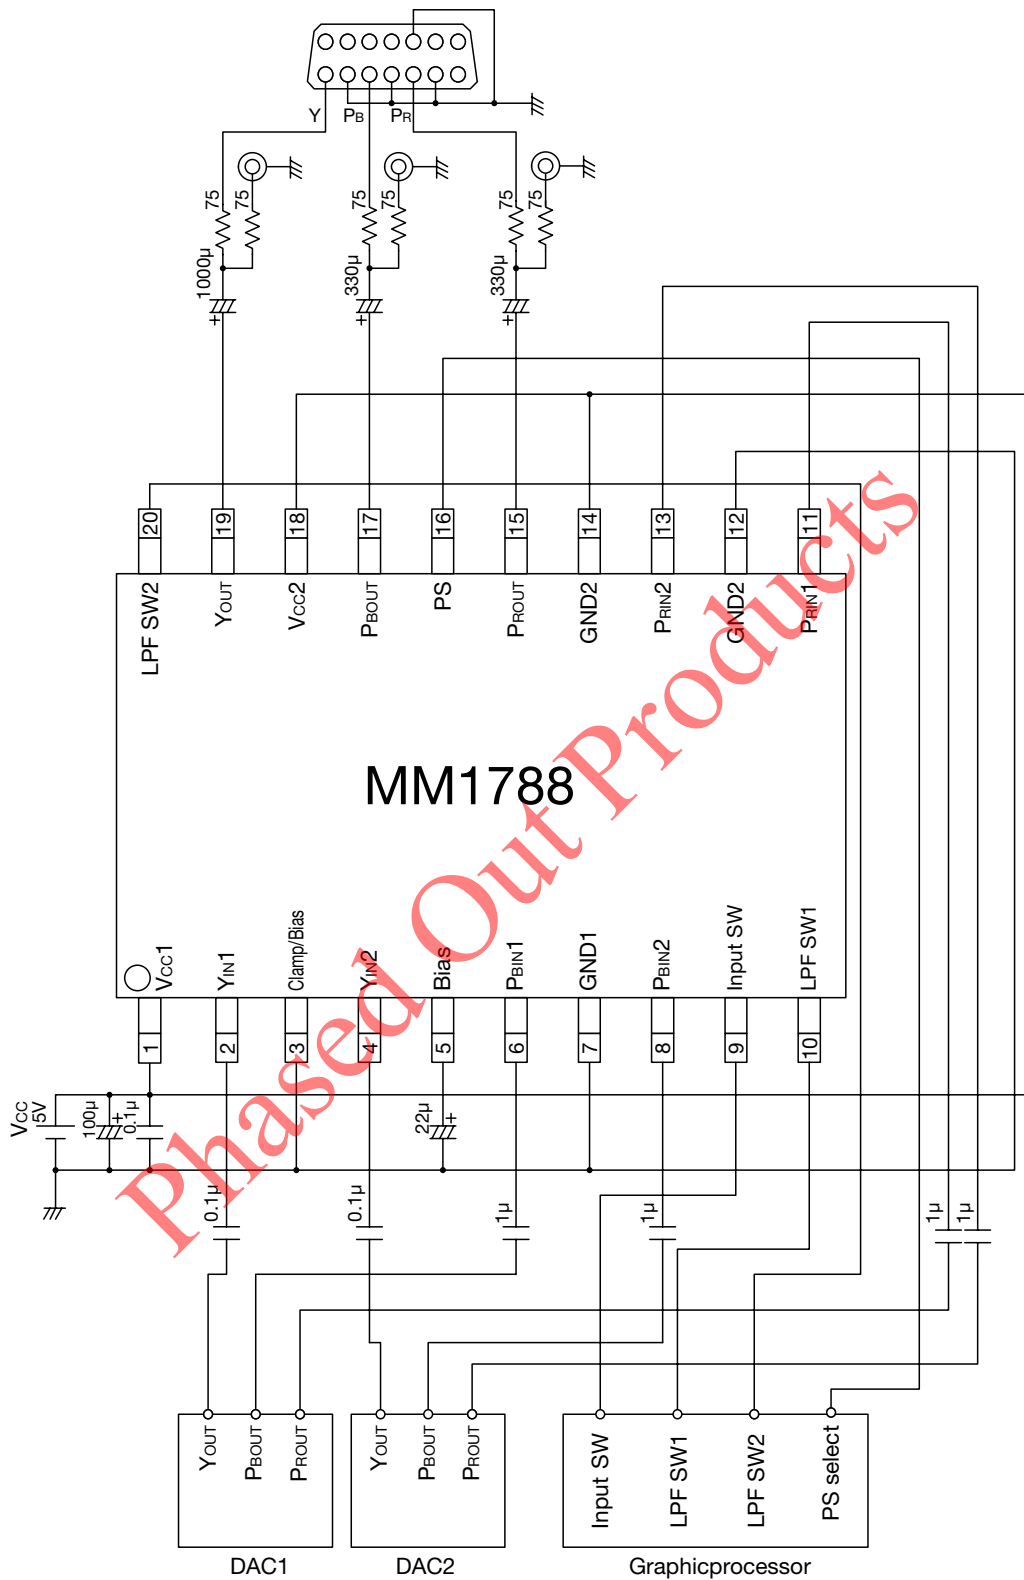 Y PB PR
75 75 75 75 75 75
1000µ 330µ 330µ
+ + +
20 19 18 17 16 15 14 13 12 11
LPF SW2 YOUT VCC2 PBOUT PS PROUT GND2 PRIN2 GND2 PRIN1
MM1788
VCC1 YIN1 Clamp/Bias YIN2 Bias PBIN1 GND1 PBIN2 Input SW LPF SW1
1 2 3 4 5 6 7 8 9 10
VCC 5V 100µ + 0.1µ 22µ +
0.1µ 0.1µ 1µ 1µ 1µ 1µ
YOUT PBOUT PROUT YOUT PBOUT PROUT Input SW LPF SW1 LPF SW2 PS select
DAC1 DAC2 Graphicprocessor
Phased Out Products